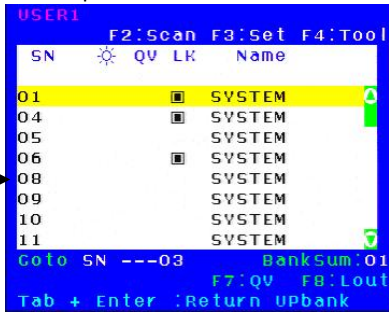 USER1
F2:Scan F3:Set F4:Tool
SN QV LK Name
01 SYSTEM
04 SYSTEM
05 SYSTEM
06 SYSTEM
08 SYSTEM
09 SYSTEM
10 SYSTEM
11 SYSTEM
Goto SN ---03 BankSum:01
F7:QV F8:Lout
Tab + Enter :Return UPbank